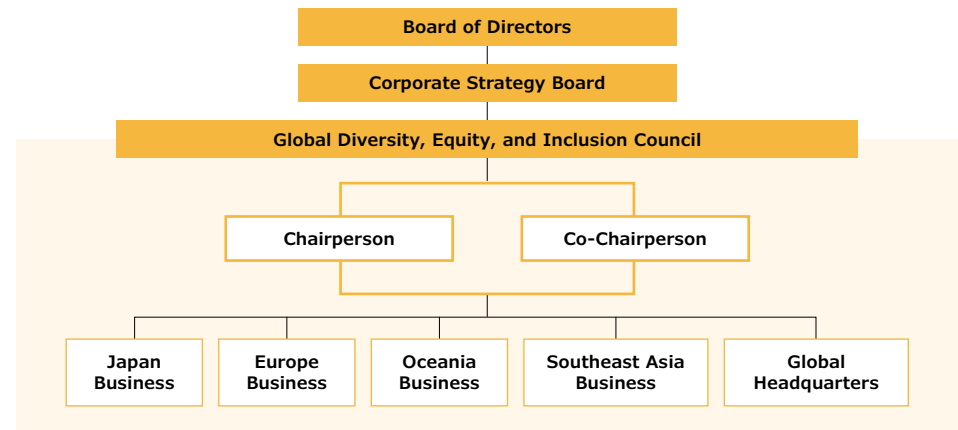 Board of Directors
Corporate Strategy Board
Global Diversity, Equity, and Inclusion Council
Chairperson
Co-Chairperson
Japan
Business
Europe
Business
Oceania
Business
Southeast Asia
Business
Global
Headquarters